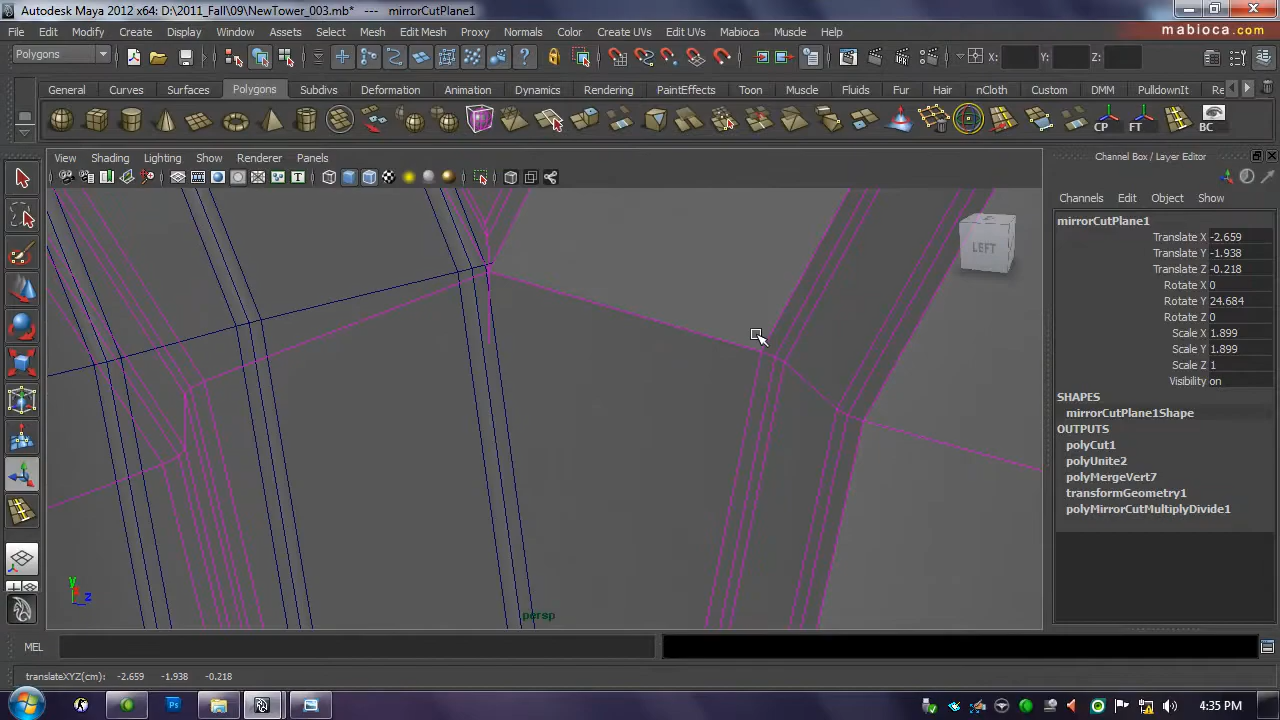 Autodesk Maya 2012 x64: D:\2011_Fall\09\NewTower_003.mb* --- mirrorCutPlane1
File Edit Modify Create Display Window Assets Select Mesh Edit Mesh Proxy Normals Color Create UVs Edit UVs Mabioca Muscle Help
mabioca.com
Polygons X: Y: Z:
General Curves Surfaces Polygons Subdivs Deformation Animation Dynamics Rendering PaintEffects Toon Muscle Fluids Fur Hair nCloth Custom DMM PulldownIt Re
CP FT BC
View Shading Lighting Show Renderer Panels
Channel Box / Layer Editor
Channels Edit Object Show
mirrorCutPlane1
Translate X -2.659
Translate Y -1.938
Translate Z -0.218
Rotate X 0
Rotate Y 24.684
Rotate Z 0
Scale X 1.899
Scale Y 1.899
Scale Z 1
Visibility on
SHAPES
mirrorCutPlane1Shape
OUTPUTS
polyCut1
polyUnite2
polyMergeVert7
transformGeometry1
polyMirrorCutMultiplyDivide1
LEFT
y
z
persp
MEL
translateXYZ(cm): -2.659 -1.938 -0.218
Ps
4:35 PM